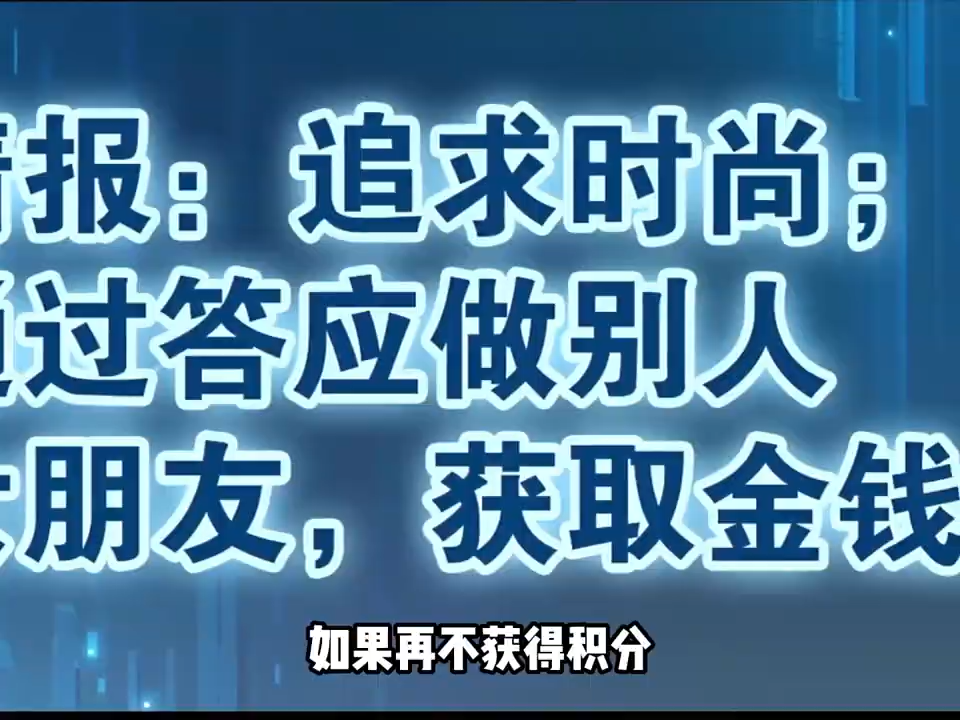 报：追求时尚；
过答应做别人
朋友，获取金钱
如果再不获得积分